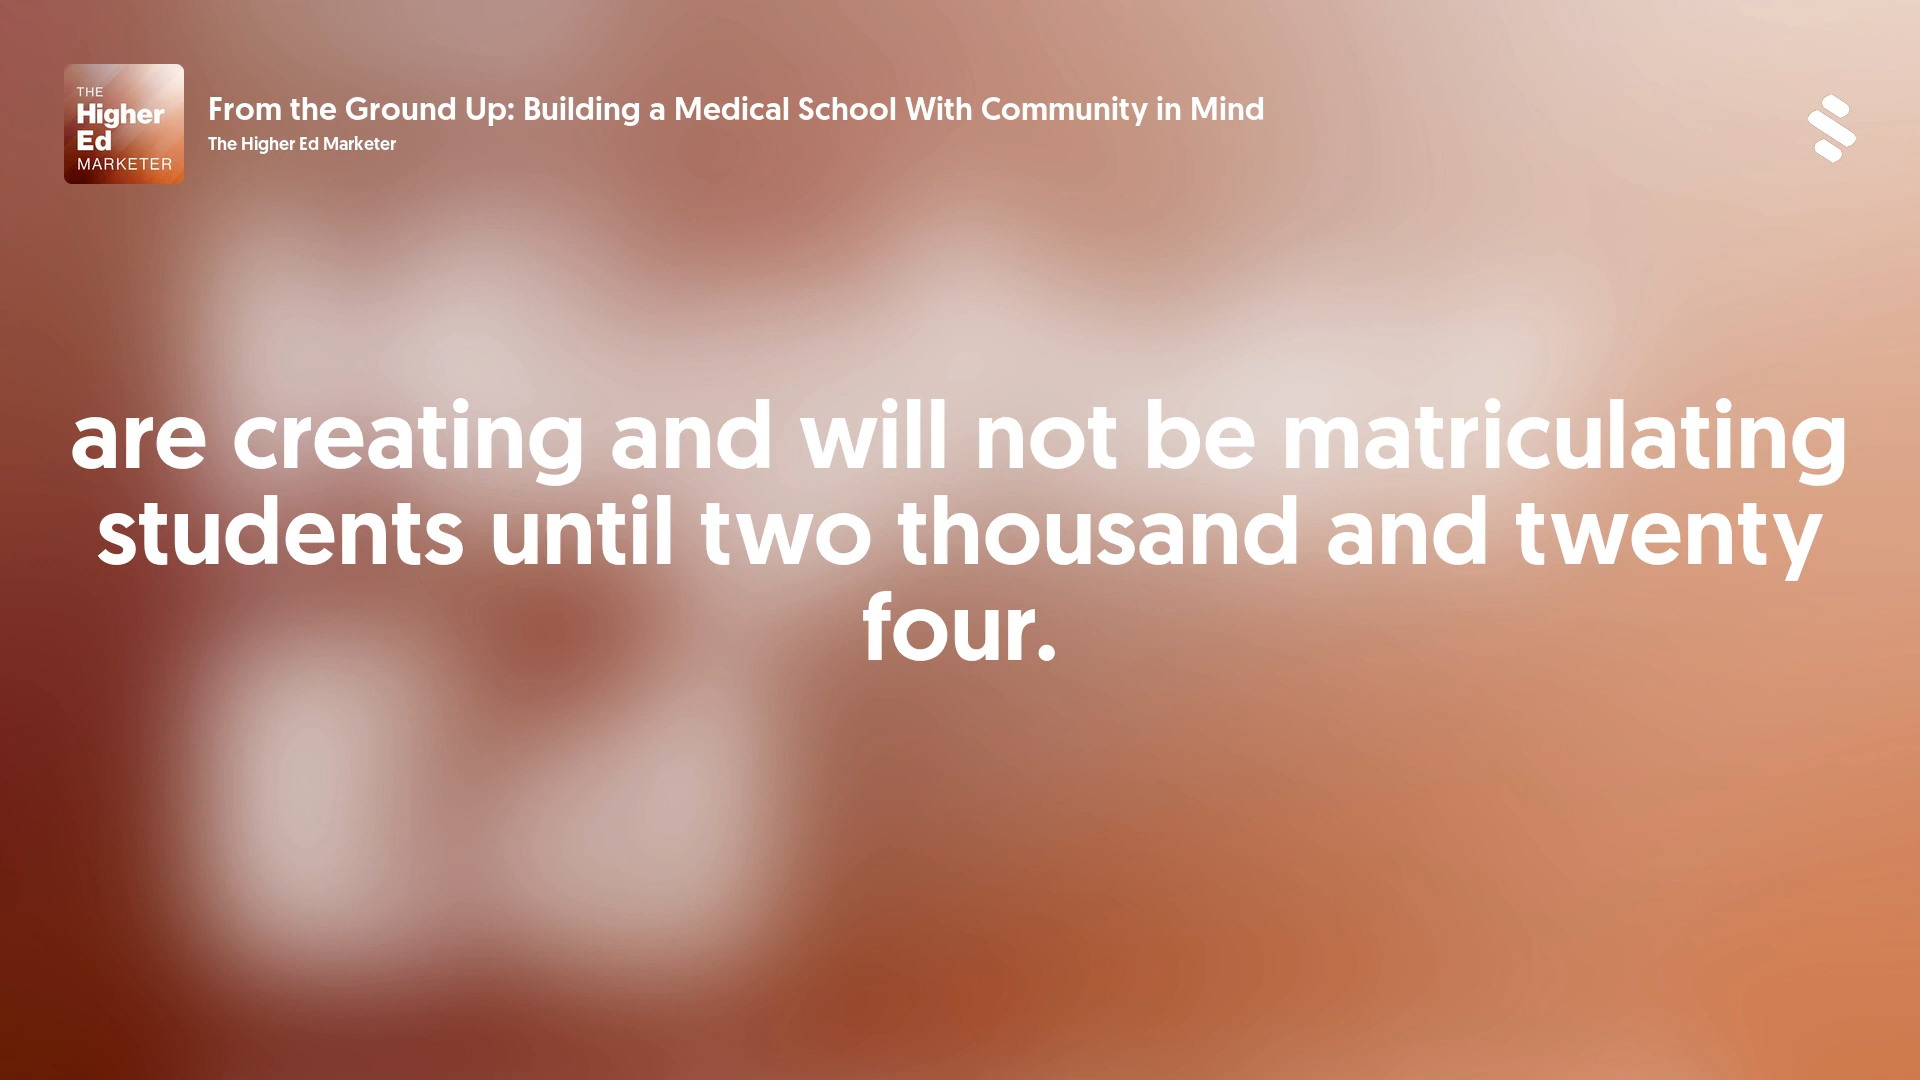 THE
Higher
Ed
MARKETER
From the Ground Up: Building a Medical School With Community in Mind
The Higher Ed Marketer
are creating and will not be matriculating
students until two thousand and twenty
four.